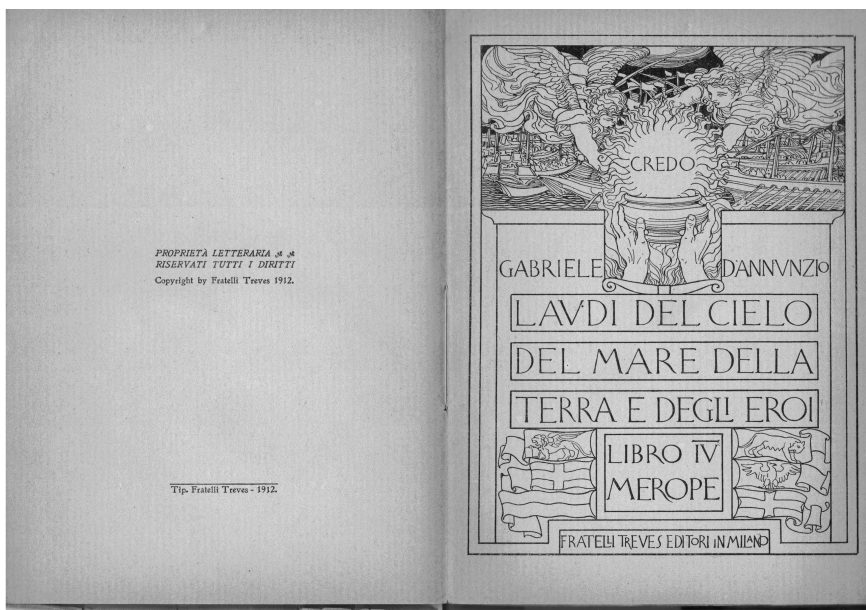 PROPRIETÀ LETTERARIA
RISERVATI TUTTI I DIRITTI
Copyright by Fratelli Treves 1912.
Tip. Fratelli Treves - 1912.
CREDO
GABRIELE D'ANNVNZIO
LAVDI DEL CIELO
DEL MARE DELLA
TERRA E DEGLI EROI
LIBRO IV
MEROPE
FRATELLI TREVES EDITORI IN MILANO